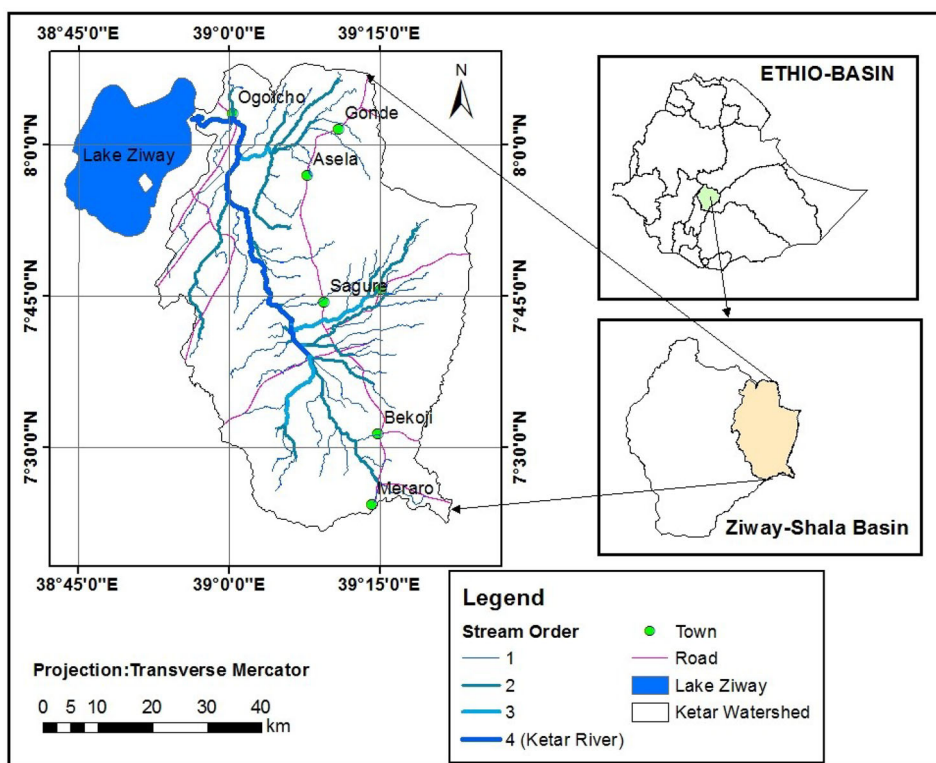 38°45'0"E 39°0'0"E 39°15'0"E
N
ETHIO-BASIN
Ogolcho
Gonde
8°0'0"N 8°0'0"N
Lake Ziway
Asela
Sagure
7°45'0"N 7°45'0"N
Bekoji
7°30'0"N 7°30'0"N
Meraro
Ziway-Shala Basin
38°45'0"E 39°0'0"E 39°15'0"E
Legend
Stream Order
1
2
3
4 (Ketar River)
Town
Road
Lake Ziway
Ketar Watershed
Projection:Transverse Mercator
0 5 10 20 30 40
km